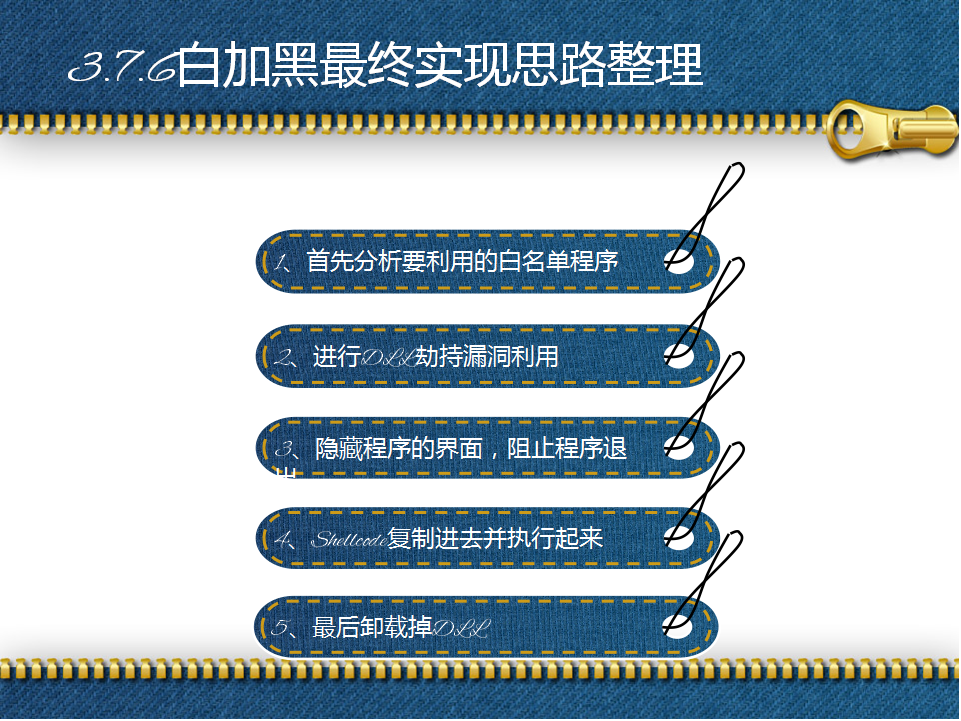 3.7.6白加黑最终实现思路整理
1、首先分析要利用的白名单程序
2、进行DLL劫持漏洞利用
3、隐藏程序的界面，阻止程序退
出
4、Shellcode复制进去并执行起来
5、最后卸载掉DLL